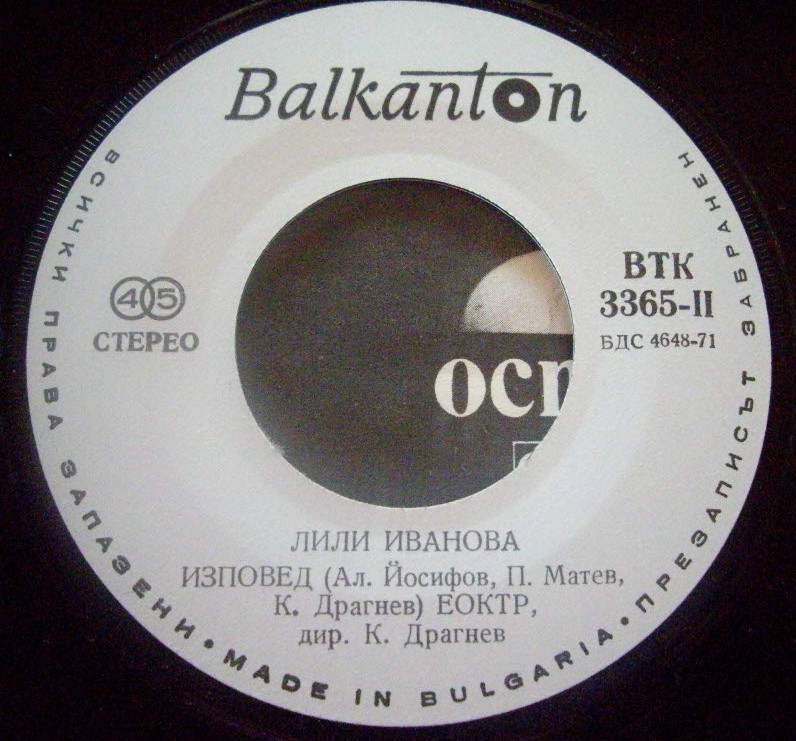 Balkanton
ВСИЧКИ ПРАВА ЗАПАЗЕНИ • MADE IN BULGARIA • ПРЕЗАПИСЪТ ЗАБРАНЕН
45
СТЕРЕО
ВТК
3365-II
БДС 4648-71
ЛИЛИ ИВАНОВА
ИЗПОВЕД (Ал. Йосифов, П. Матев,
К. Драгнев) ЕОКТР,
дир. К. Драгнев